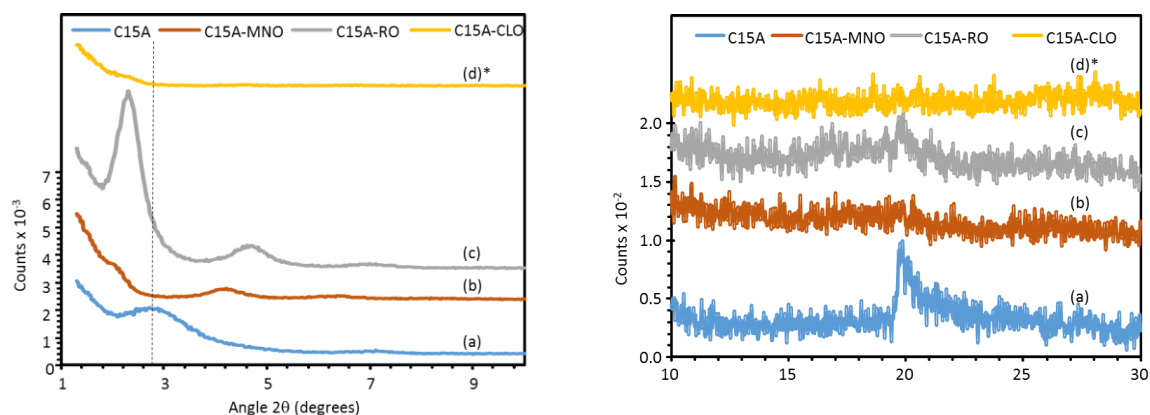 C15A C15A-MNO C15A-RO C15A-CLO
(d)*
7
6
5
4
3
2
1
0
Counts x 10-3
(c)
(b)
(a)
1 3 5 7 9
Angle 2θ (degrees)
C15A C15A-MNO C15A-RO C15A-CLO
(d)*
2.0
1.5
1.0
0.5
0.0
Counts x 10-2
(c)
(b)
(a)
10 15 20 25 30